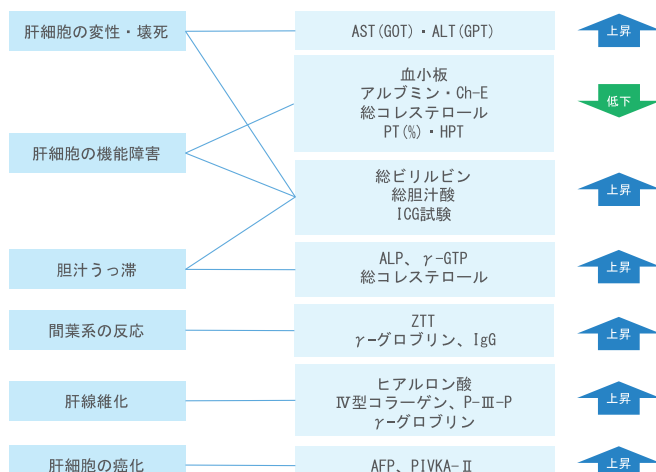 肝細胞の変性・壊死
AST(GOT)・ALT(GPT)
上昇
血小板
アルブミン・Ch-E
総コレステロール
PT(%)・HPT
低下
肝細胞の機能障害
総ビリルビン
総胆汁酸
ICG試験
上昇
胆汁うっ滞
ALP、γ-GTP
総コレステロール
上昇
間葉系の反応
ZTT
γ-グロブリン、IgG
上昇
肝線維化
ヒアルロン酸
Ⅳ型コラーゲン、P-Ⅲ-P
γ-グロブリン
上昇
肝細胞の癌化
AFP、PIVKA-Ⅱ
上昇